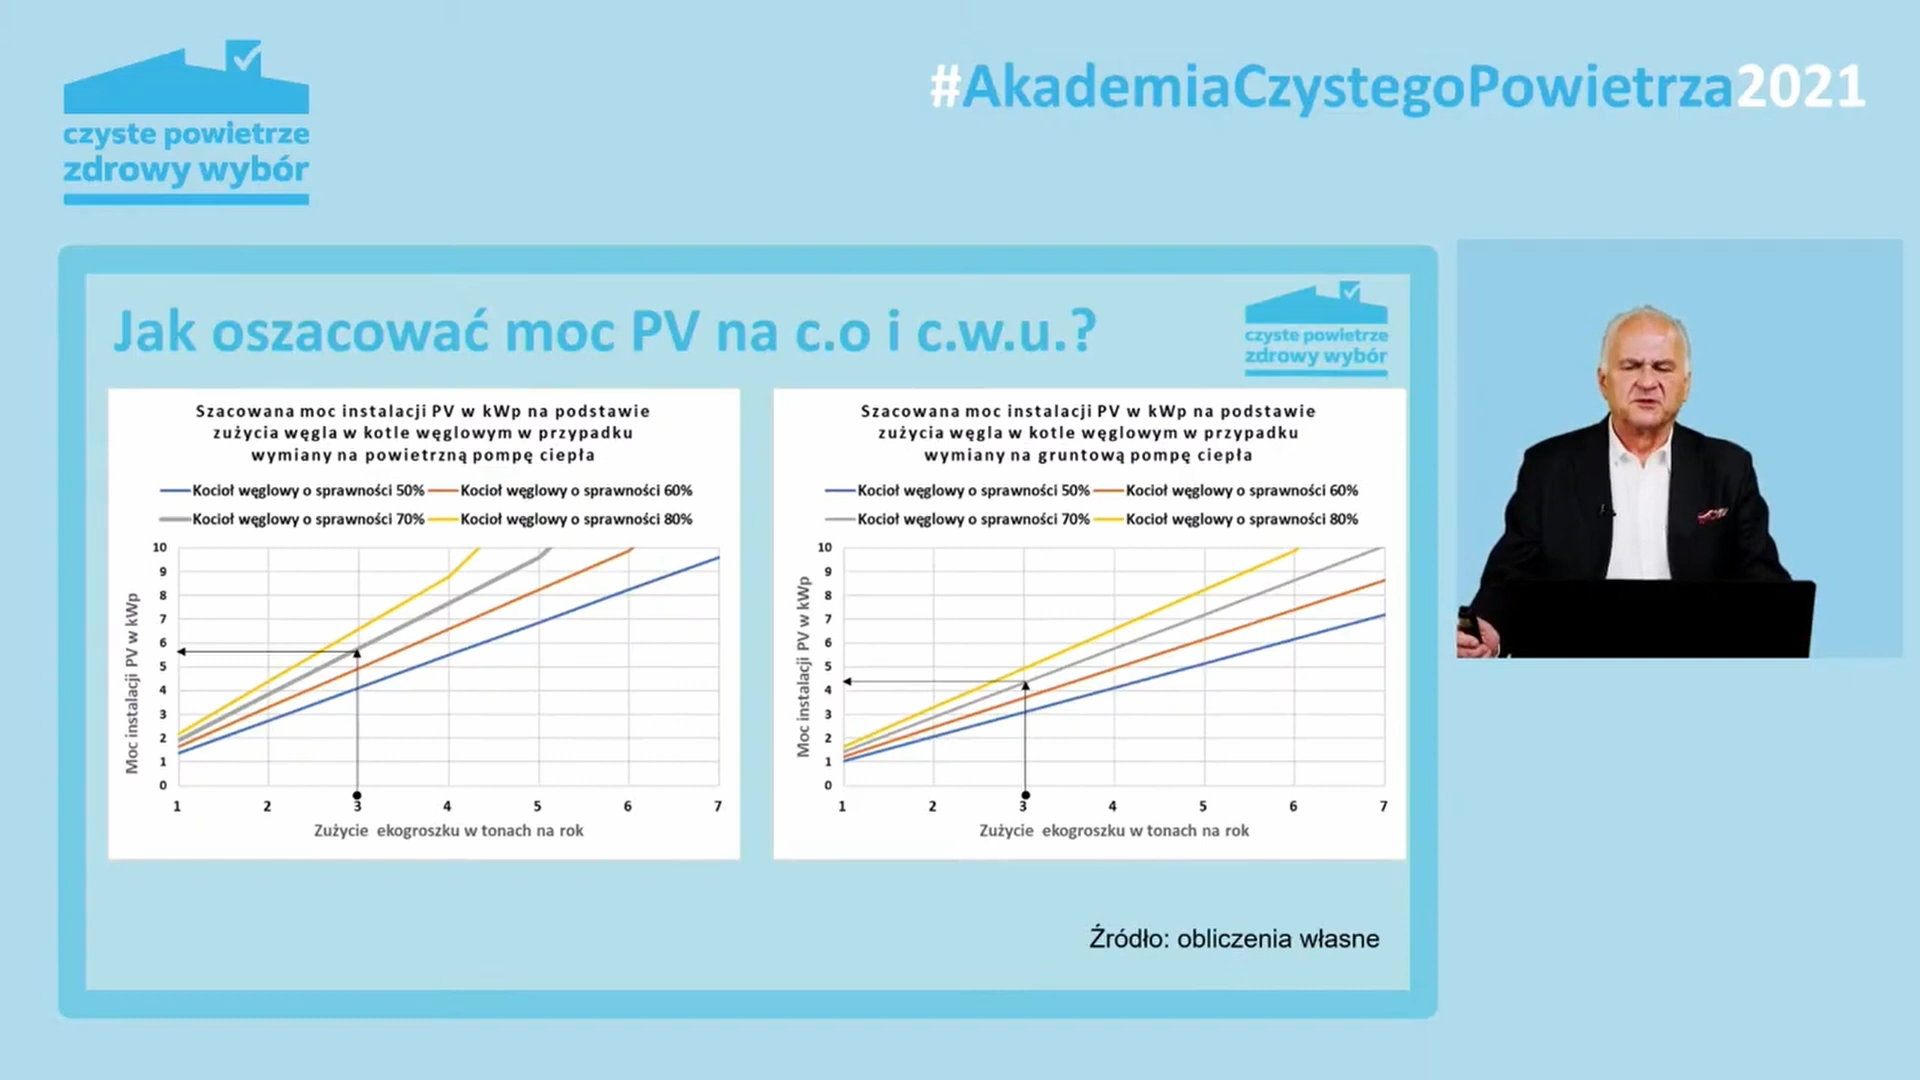 czyste powietrze
zdrowy wybór
#AkademiaCzystegoPowietrza2021
Jak oszacować moc PV na c.o i c.w.u.?
czyste powietrze
zdrowy wybór
Szacowana moc instalacji PV w kWp na podstawie
zużycia węgla w kotle węglowym w przypadku
wymiany na powietrzną pompę ciepła
Kocioł węglowy o sprawności 50% Kocioł węglowy o sprawności 60%
Kocioł węglowy o sprawności 70% Kocioł węglowy o sprawności 80%
Moc instalacji PV w kWp
10
9
8
7
6
5
4
3
2
1
0
1 2 3 4 5 6 7
Zużycie ekogroszku w tonach na rok
Szacowana moc instalacji PV w kWp na podstawie
zużycia węgla w kotle węglowym w przypadku
wymiany na gruntową pompę ciepła
Kocioł węglowy o sprawności 50% Kocioł węglowy o sprawności 60%
Kocioł węglowy o sprawności 70% Kocioł węglowy o sprawności 80%
Moc instalacji PV w kWp
10
9
8
7
6
5
4
3
2
1
0
1 2 3 4 5 6 7
Zużycie ekogroszku w tonach na rok
Źródło: obliczenia własne